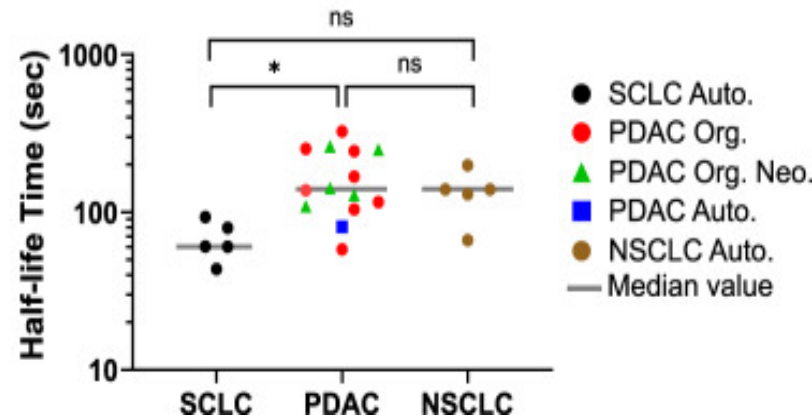 ns
*
ns
Half-life Time (sec)
1000
100
10
SCLC
PDAC
NSCLC
SCLC Auto.
PDAC Org.
PDAC Org. Neo.
PDAC Auto.
NSCLC Auto.
Median value